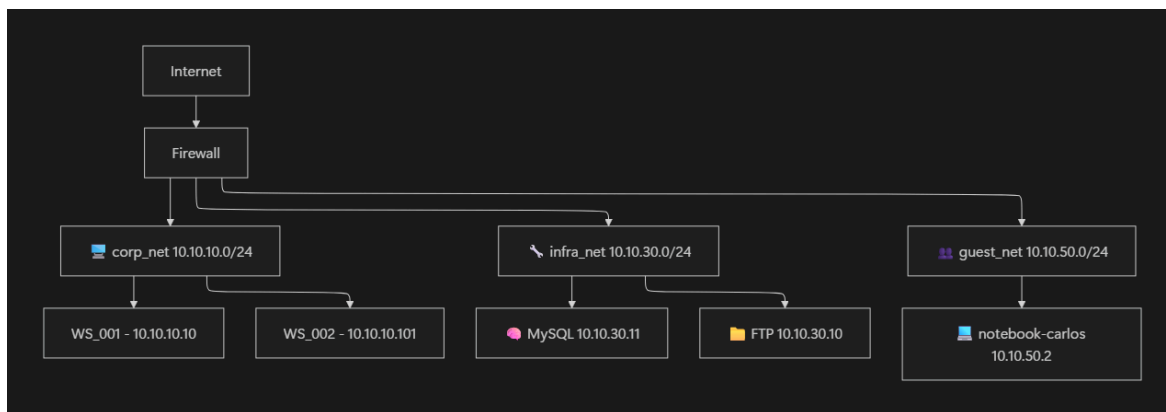 Internet
Firewall
corp_net 10.10.10.0/24
infra_net 10.10.30.0/24
guest_net 10.10.50.0/24
WS_001 - 10.10.10.10
WS_002 - 10.10.10.101
MySQL 10.10.30.11
FTP 10.10.30.10
notebook-carlos
10.10.50.2